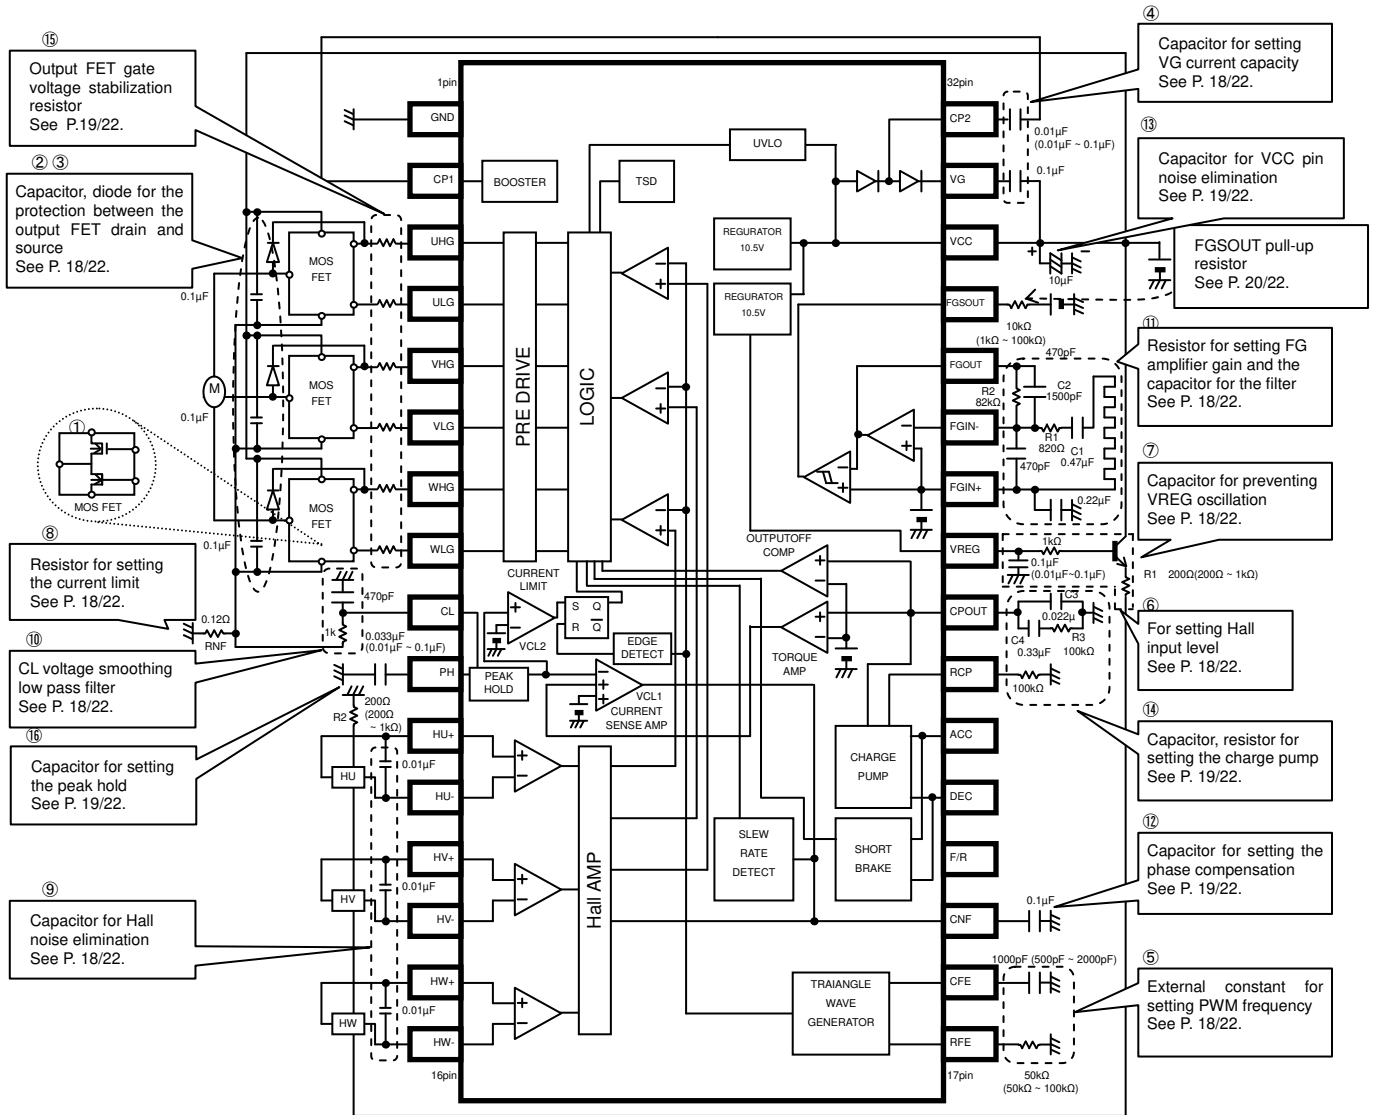 ④
Capacitor for setting
VG current capacity
See P. 18/22.
⑮
Output FET gate
voltage stabilization
resistor
See P.19/22.
1pin
32pin
GND
CP2
0.01µF
(0.01µF ~ 0.1µF)
⑬
Capacitor for VCC pin
noise elimination
See P. 19/22.
② ③
Capacitor, diode for the
protection between the
output FET drain and
source
See P. 18/22.
UVLO
CP1
BOOSTER
TSD
VG
0.1µF
UHG
REGURATOR
10.5V
VCC
+
−
10µF
FGSOUT pull-up
resistor
See P. 20/22.
MOS
FET
0.1µF
ULG
REGURATOR
10.5V
FGSOUT
10kΩ
(1kΩ ~ 100kΩ)
⑪
Resistor for setting FG
amplifier gain and the
capacitor for the filter
See P. 18/22.
VHG
PRE DRIVE
LOGIC
FGOUT
470pF
R2
82kΩ
C2
1500pF
MOS
FET
M
0.1µF
VLG
FGIN-
R1
820Ω
C1
0.47µF
470pF
①
MOS FET
WHG
FGIN+
0.22µF
⑦
Capacitor for preventing
VREG oscillation
See P. 18/22.
MOS
FET
0.1µF
WLG
OUTPUTOFF
COMP
VREG
1kΩ
0.1µF
(0.01µF~0.1µF)
R1 200Ω(200Ω ~ 1kΩ)
⑧
Resistor for setting
the current limit
See P. 18/22.
470pF
1k
0.12Ω
RNF
CL
CURRENT
LIMIT
VCL2
S Q
R Q
EDGE
DETECT
TORQUE
AMP
CPOUT
C3
0.022µ
C4
0.33µF
R3
100kΩ
⑥
For setting Hall
input level
See P. 18/22.
⑩
CL voltage smoothing
low pass filter
See P. 18/22.
0.033µF
(0.01µF ~ 0.1µF)
PH
PEAK
HOLD
VCL1
CURRENT
SENSE AMP
RCP
100kΩ
R2
200Ω
(200Ω
~ 1kΩ)
⑯
Capacitor for setting
the peak hold
See P. 19/22.
HU+
HU
0.01µF
HU-
CHARGE
PUMP
ACC
DEC
⑭
Capacitor, resistor for
setting the charge pump
See P. 19/22.
HV+
HV
0.01µF
HV-
Hall AMP
SLEW
RATE
DETECT
SHORT
BRAKE
F/R
CNF
0.1µF
⑫
Capacitor for setting the
phase compensation
See P. 19/22.
⑨
Capacitor for Hall
noise elimination
See P. 18/22.
HW+
HW
0.01µF
HW-
TRAIANGLE
WAVE
GENERATOR
CFE
1000pF (500pF ~ 2000pF)
RFE
50kΩ
(50kΩ ~ 100kΩ)
⑤
External constant for
setting PWM frequency
See P. 18/22.
16pin
17pin